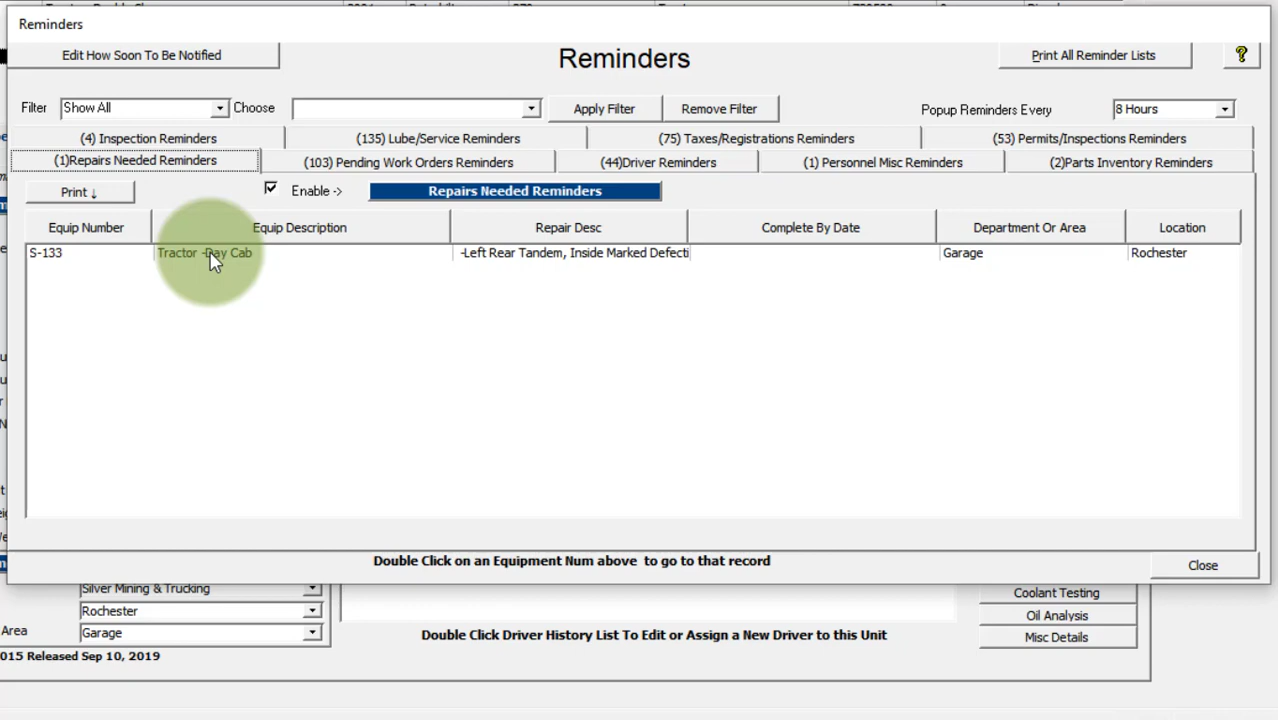 Reminders
Edit How Soon To Be Notified
Reminders
Print All Reminder Lists
?
Filter
Show All
Choose
Apply Filter
Remove Filter
Popup Reminders Every
8 Hours
(4) Inspection Reminders
(135) Lube/Service Reminders
(75) Taxes/Registrations Reminders
(53) Permits/Inspections Reminders
(1)Repairs Needed Reminders
(103) Pending Work Orders Reminders
(44)Driver Reminders
(1) Personnel Misc Reminders
(2)Parts Inventory Reminders
Print ↓
Enable ->
Repairs Needed Reminders
Equip Number
Equip Description
Repair Desc
Complete By Date
Department Or Area
Location
S-133
Tractor -Day Cab
-Left Rear Tandem, Inside Marked Defecti
Garage
Rochester
Double Click on an Equipment Num above to go to that record
Close
Silver Mining & Trucking
Coolant Testing
Rochester
Oil Analysis
Area
Garage
Double Click Driver History List To Edit or Assign a New Driver to this Unit
Misc Details
015 Released Sep 10, 2019